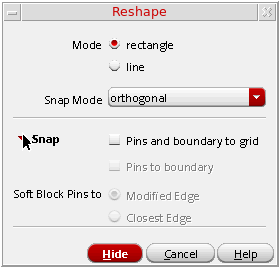 Reshape
Mode rectangle
line
Snap Mode orthogonal
Snap Pins and boundary to grid
Pins to boundary
Soft Block Pins to Modified Edge
Closest Edge
Hide Cancel Help